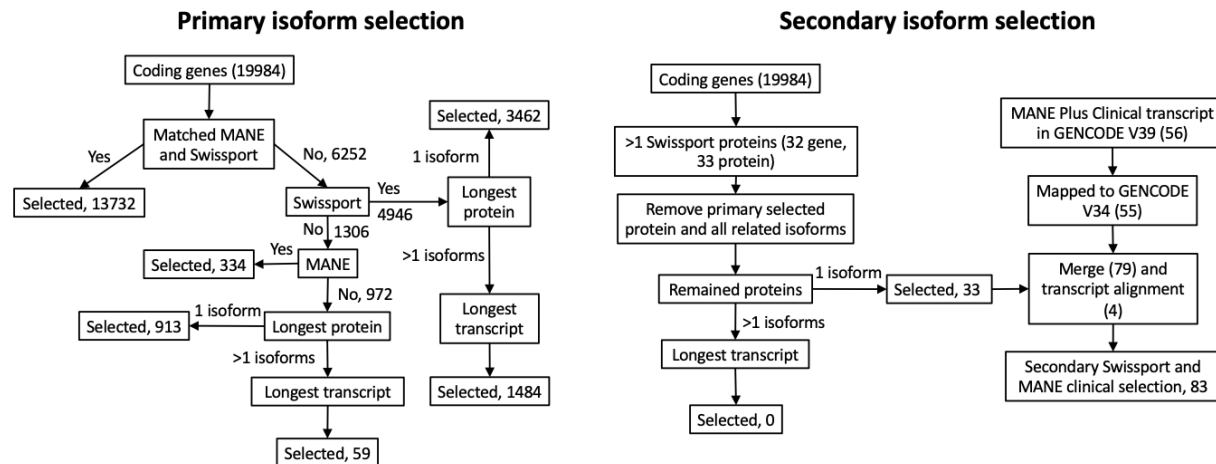 Primary isoform selection
Coding genes (19984)
Matched MANE
and Swissport
Yes
No, 6252
Selected, 13732
Swissport
Yes
4946
Selected, 3462
1 isoform
Longest
protein
>1 isoforms
Longest
transcript
Selected, 1484
No
1306
MANE
Yes
Selected, 334
No, 972
Longest protein
1 isoform
Selected, 913
>1 isoforms
Longest transcript
Selected, 59
Secondary isoform selection
Coding genes (19984)
>1 Swissport proteins (32 gene,
33 protein)
Remove primary selected
protein and all related isoforms
Remained proteins
1 isoform
Selected, 33
>1 isoforms
Longest transcript
Selected, 0
MANE Plus Clinical transcript
in GENCODE V39 (56)
Mapped to GENCODE
V34 (55)
Merge (79) and
transcript alignment
(4)
Secondary Swissport and
MANE clinical selection, 83